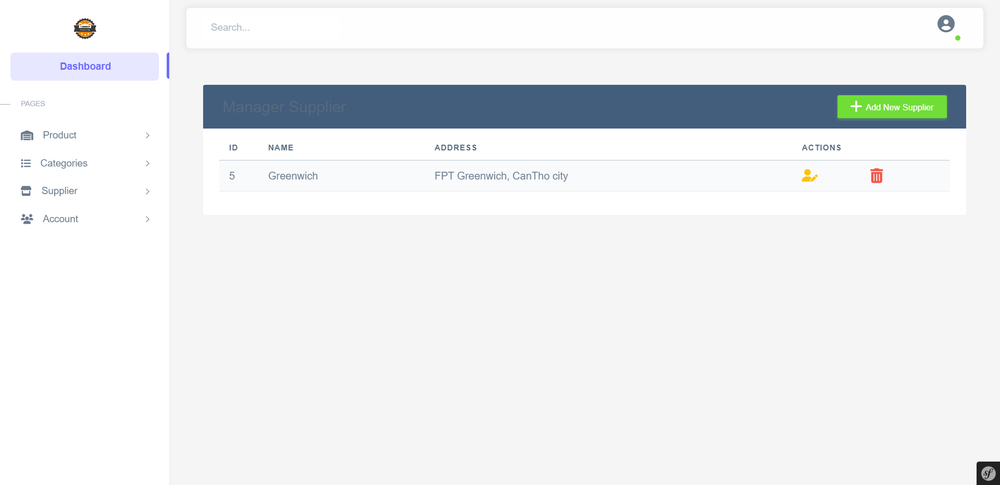 Dashboard
PAGES
Product
Categories
Supplier
Account
Search...
Manager Supplier
Add New Supplier
ID NAME ADDRESS ACTIONS
5 Greenwich FPT Greenwich, CanTho city
sf